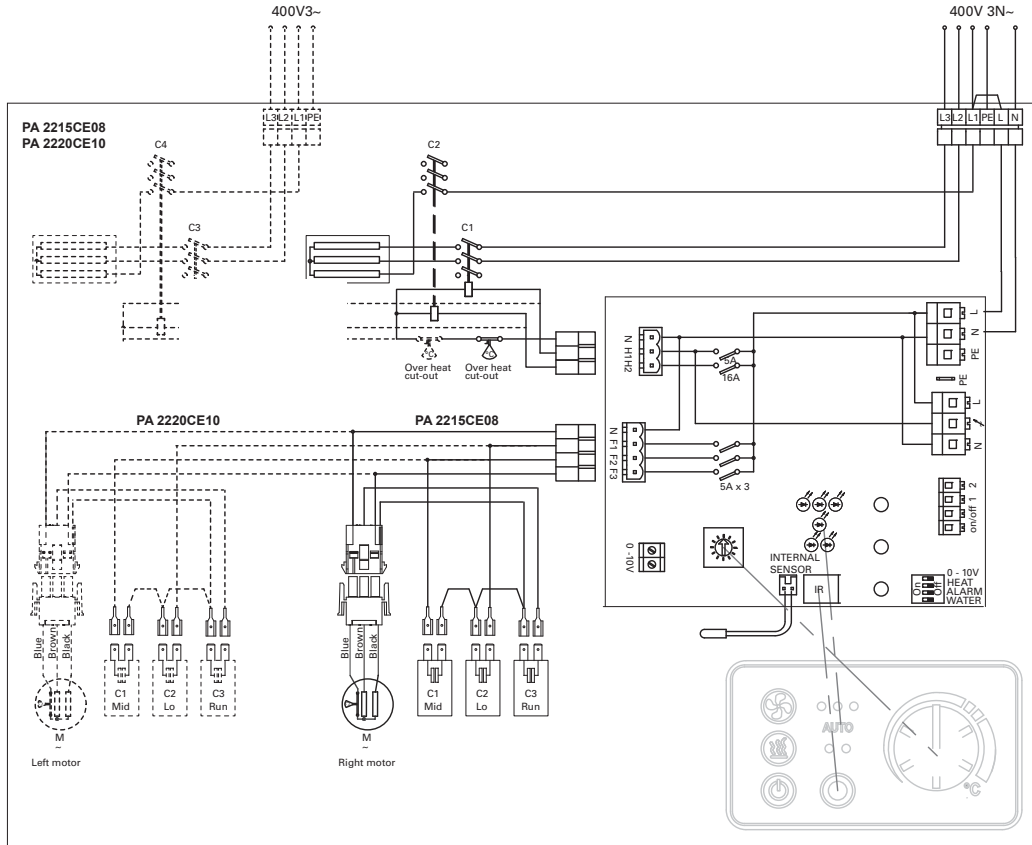 400V3~
400V 3N~
L3 L2 L1 PE
L3 L2 L1 PE L N
PA 2215CE08
PA 2220CE10
C4
C2
C3
C1
°C
°C
Over heat
cut-out
Over heat
cut-out
N H1H2
5A
16A
L
N
PE
PE
L
N
PA 2220CE10
PA 2215CE08
N F1 F2 F3
5A x 3
on/off 1 2
0 -10V
INTERNAL
SENSOR
IR
On
Off
0 - 10V
HEAT
ALARM
WATER
Blue
Brown
Black
C1
Mid
C2
Lo
C3
Run
M
~
Left motor
Blue
Brown
Black
C1
Mid
C2
Lo
C3
Run
M
~
Right motor
AUTO
°C